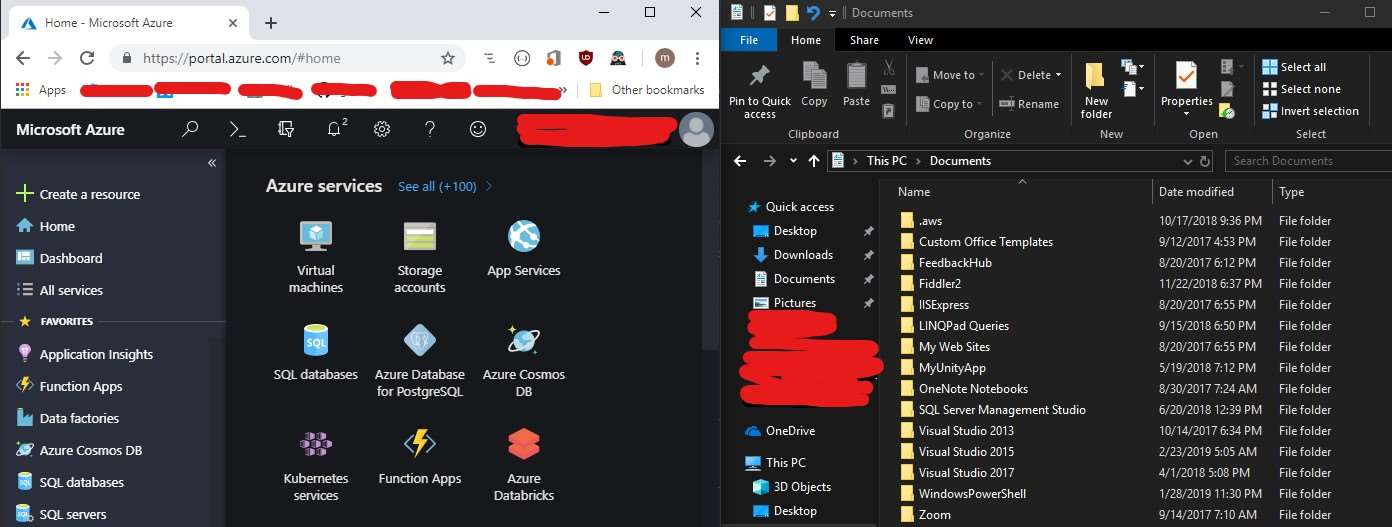 Home - Microsoft Azure
https://portal.azure.com/#home
m
Apps
Other bookmarks
Microsoft Azure
2
Create a resource
Home
Dashboard
All services
FAVORITES
Application Insights
Function Apps
Data factories
Azure Cosmos DB
SQL databases
SQL servers
Azure services See all (+100)
Virtual machines
Storage accounts
App Services
SQL
SQL databases
Azure Database for PostgreSQL
Azure Cosmos DB
Kubernetes services
Function Apps
Azure Databricks
Documents
File Home Share View
Pin to Quick access
Copy
Paste
Clipboard
Move to
Copy to
Delete
Rename
Organize
New folder
New
Properties
Open
Select all
Select none
Invert selection
Select
This PC Documents
Search Documents
Quick access
Desktop
Downloads
Documents
Pictures
OneDrive
This PC
3D Objects
Desktop
Name Date modified Type
.aws 10/17/2018 9:36 PM File folder
Custom Office Templates 9/12/2017 4:53 PM File folder
FeedbackHub 8/20/2017 6:12 PM File folder
Fiddler2 11/22/2018 6:37 PM File folder
IISExpress 8/20/2017 6:55 PM File folder
LINQPad Queries 9/15/2018 6:50 PM File folder
My Web Sites 8/20/2017 6:55 PM File folder
MyUnityApp 5/19/2018 7:12 PM File folder
OneNote Notebooks 8/30/2017 7:24 AM File folder
SQL Server Management Studio 6/20/2018 12:39 PM File folder
Visual Studio 2013 10/14/2017 6:34 PM File folder
Visual Studio 2015 2/23/2019 5:05 AM File folder
Visual Studio 2017 4/1/2018 5:08 PM File folder
WindowsPowerShell 1/28/2019 11:30 PM File folder
Zoom 9/14/2017 7:10 AM File folder